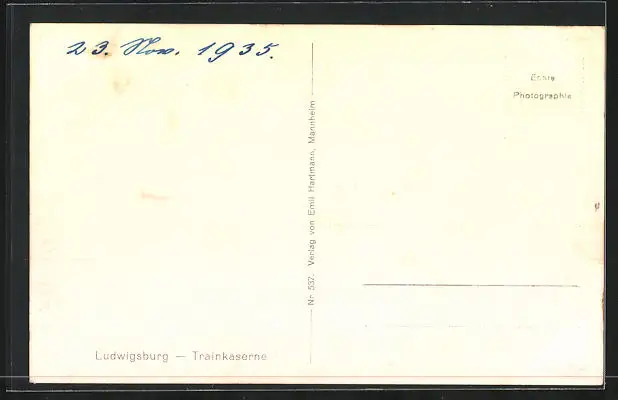 23. Nov. 1935.
Echte
Photographie
Nr. 537. Verlag von Emil Hartmann, Mannheim
Ludwigsburg — Trainkaserne